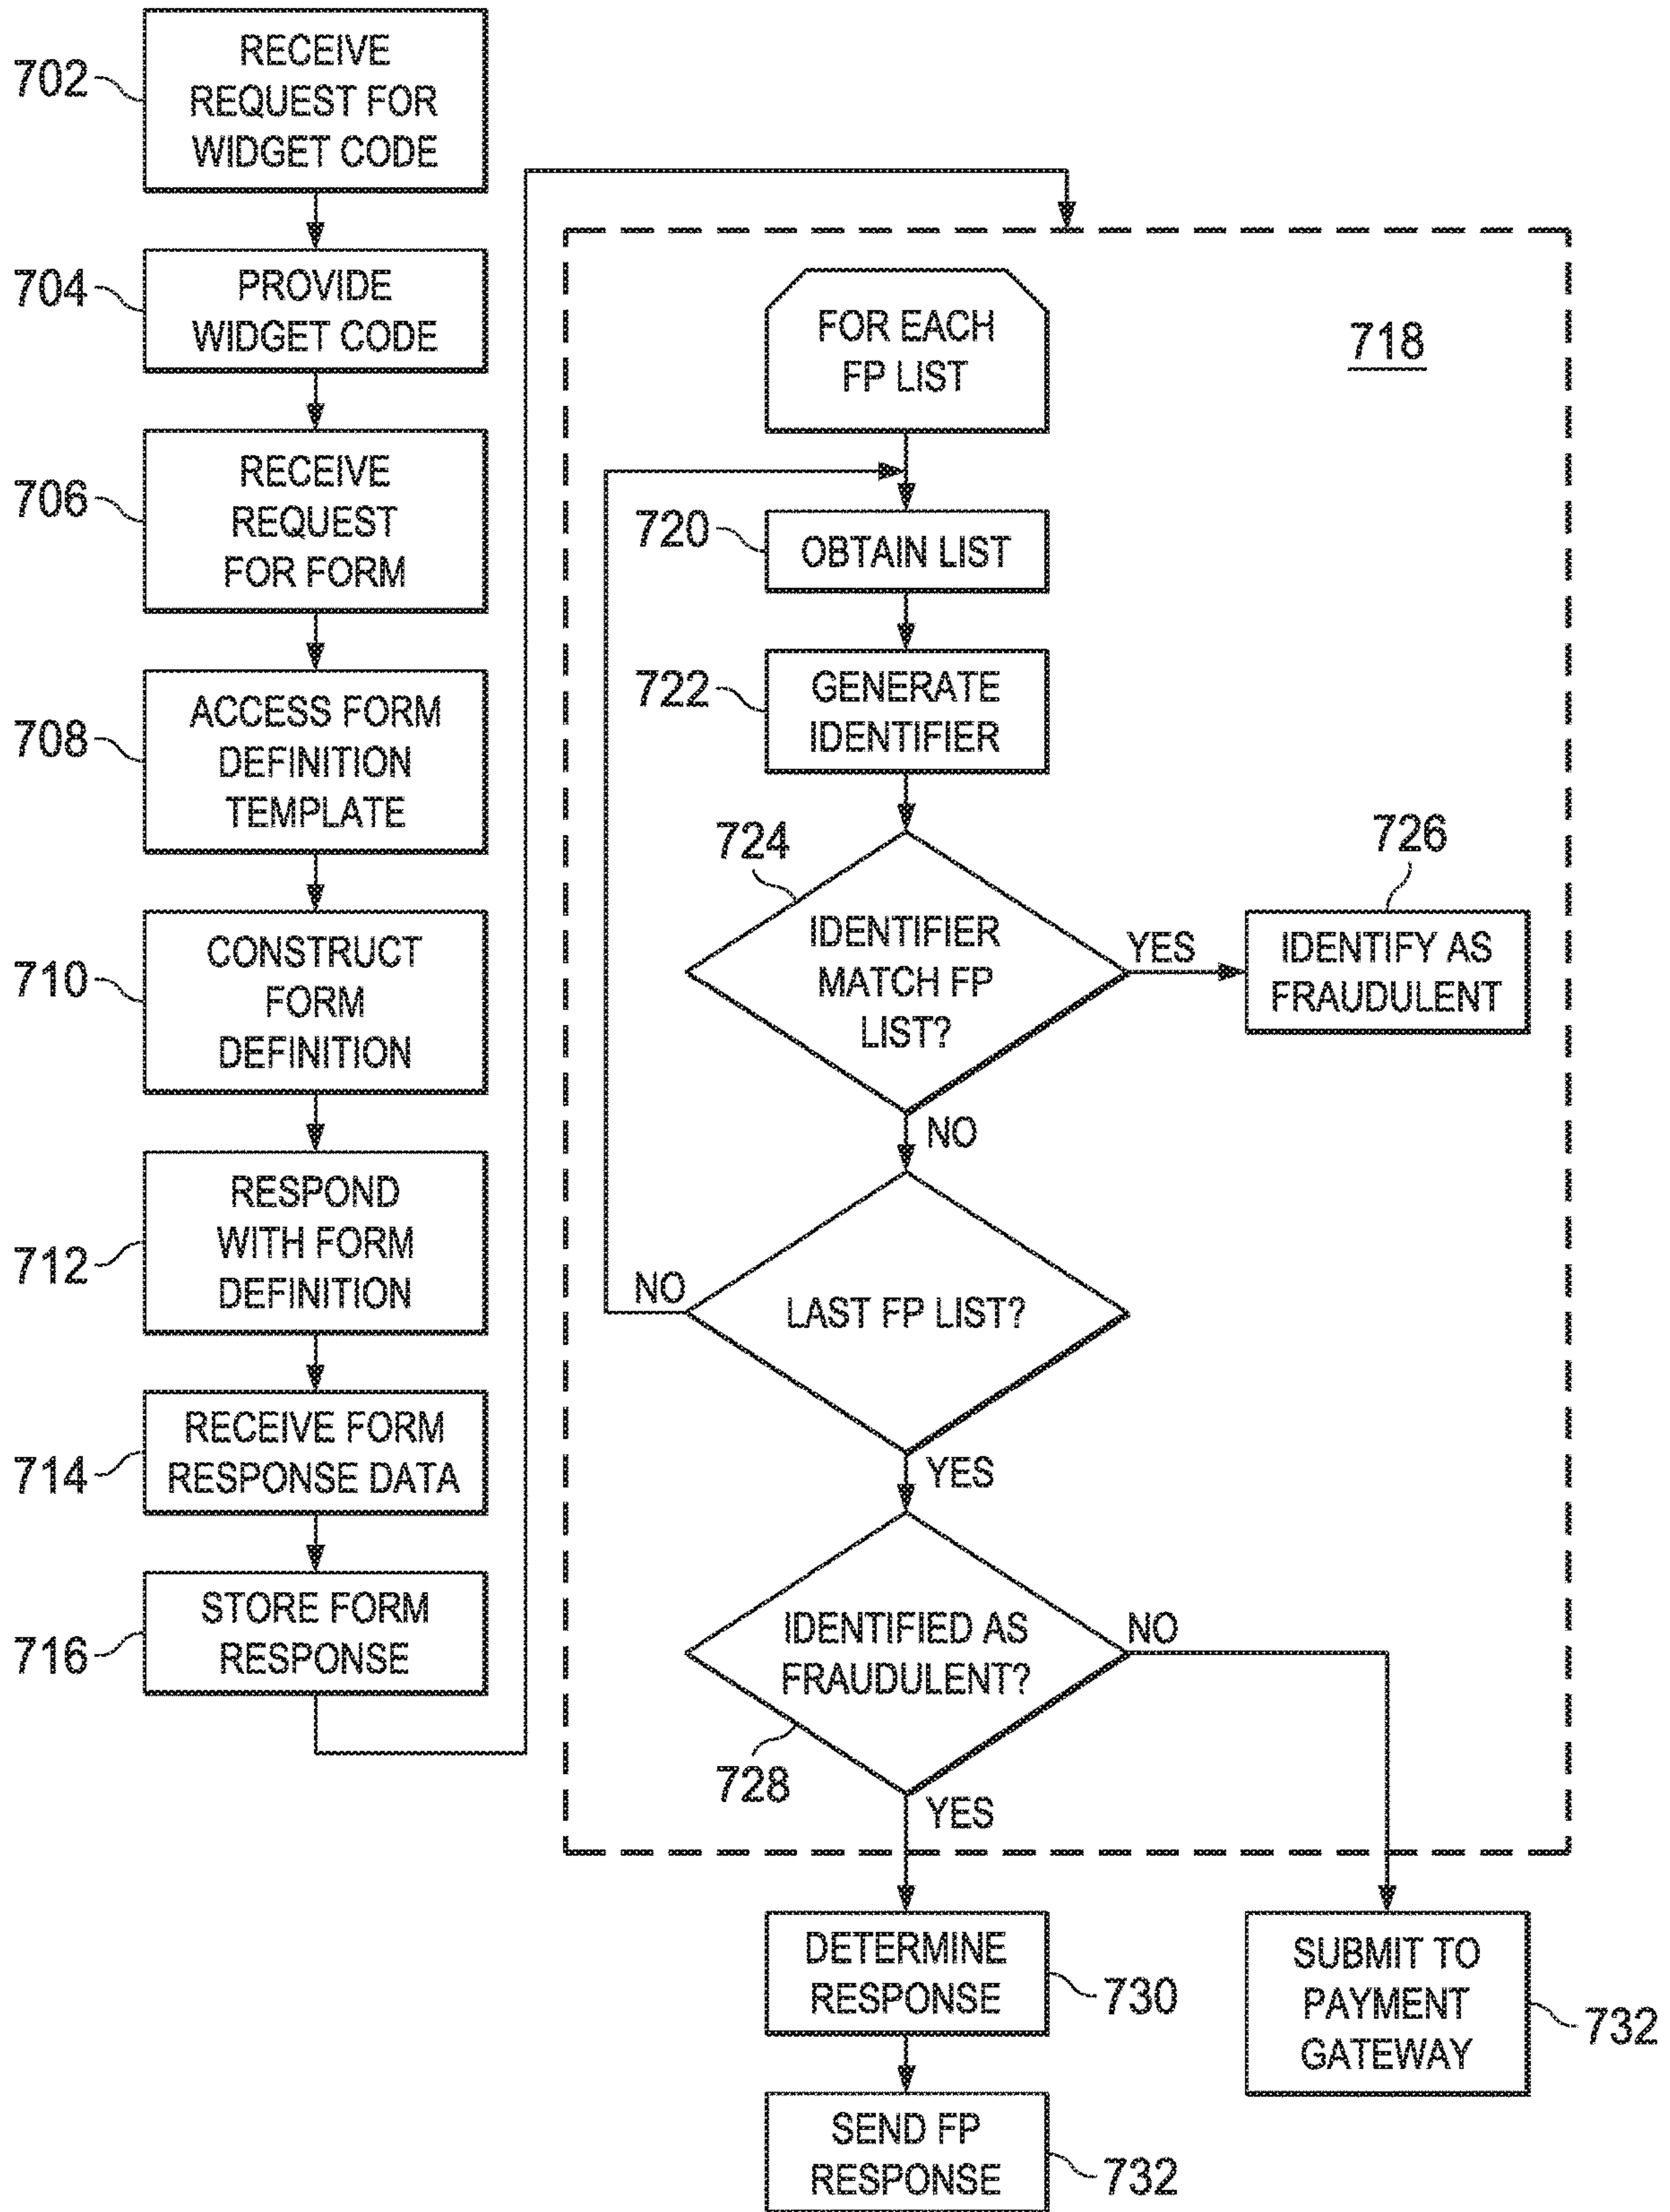 702
RECEIVE
REQUEST FOR
WIDGET CODE
704
PROVIDE
WIDGET CODE
706
RECEIVE
REQUEST
FOR FORM
708
ACCESS FORM
DEFINITION
TEMPLATE
710
CONSTRUCT
FORM
DEFINITION
712
RESPOND
WITH FORM
DEFINITION
714
RECEIVE FORM
RESPONSE DATA
716
STORE FORM
RESPONSE
718
FOR EACH
FP LIST
720
OBTAIN LIST
722
GENERATE
IDENTIFIER
724
IDENTIFIER
MATCH FP
LIST?
YES
726
IDENTIFY AS
FRAUDULENT
NO
LAST FP LIST?
NO
YES
IDENTIFIED AS
FRAUDULENT?
728
NO
YES
DETERMINE
RESPONSE
730
SUBMIT TO
PAYMENT
GATEWAY
732
SEND FP
RESPONSE
732